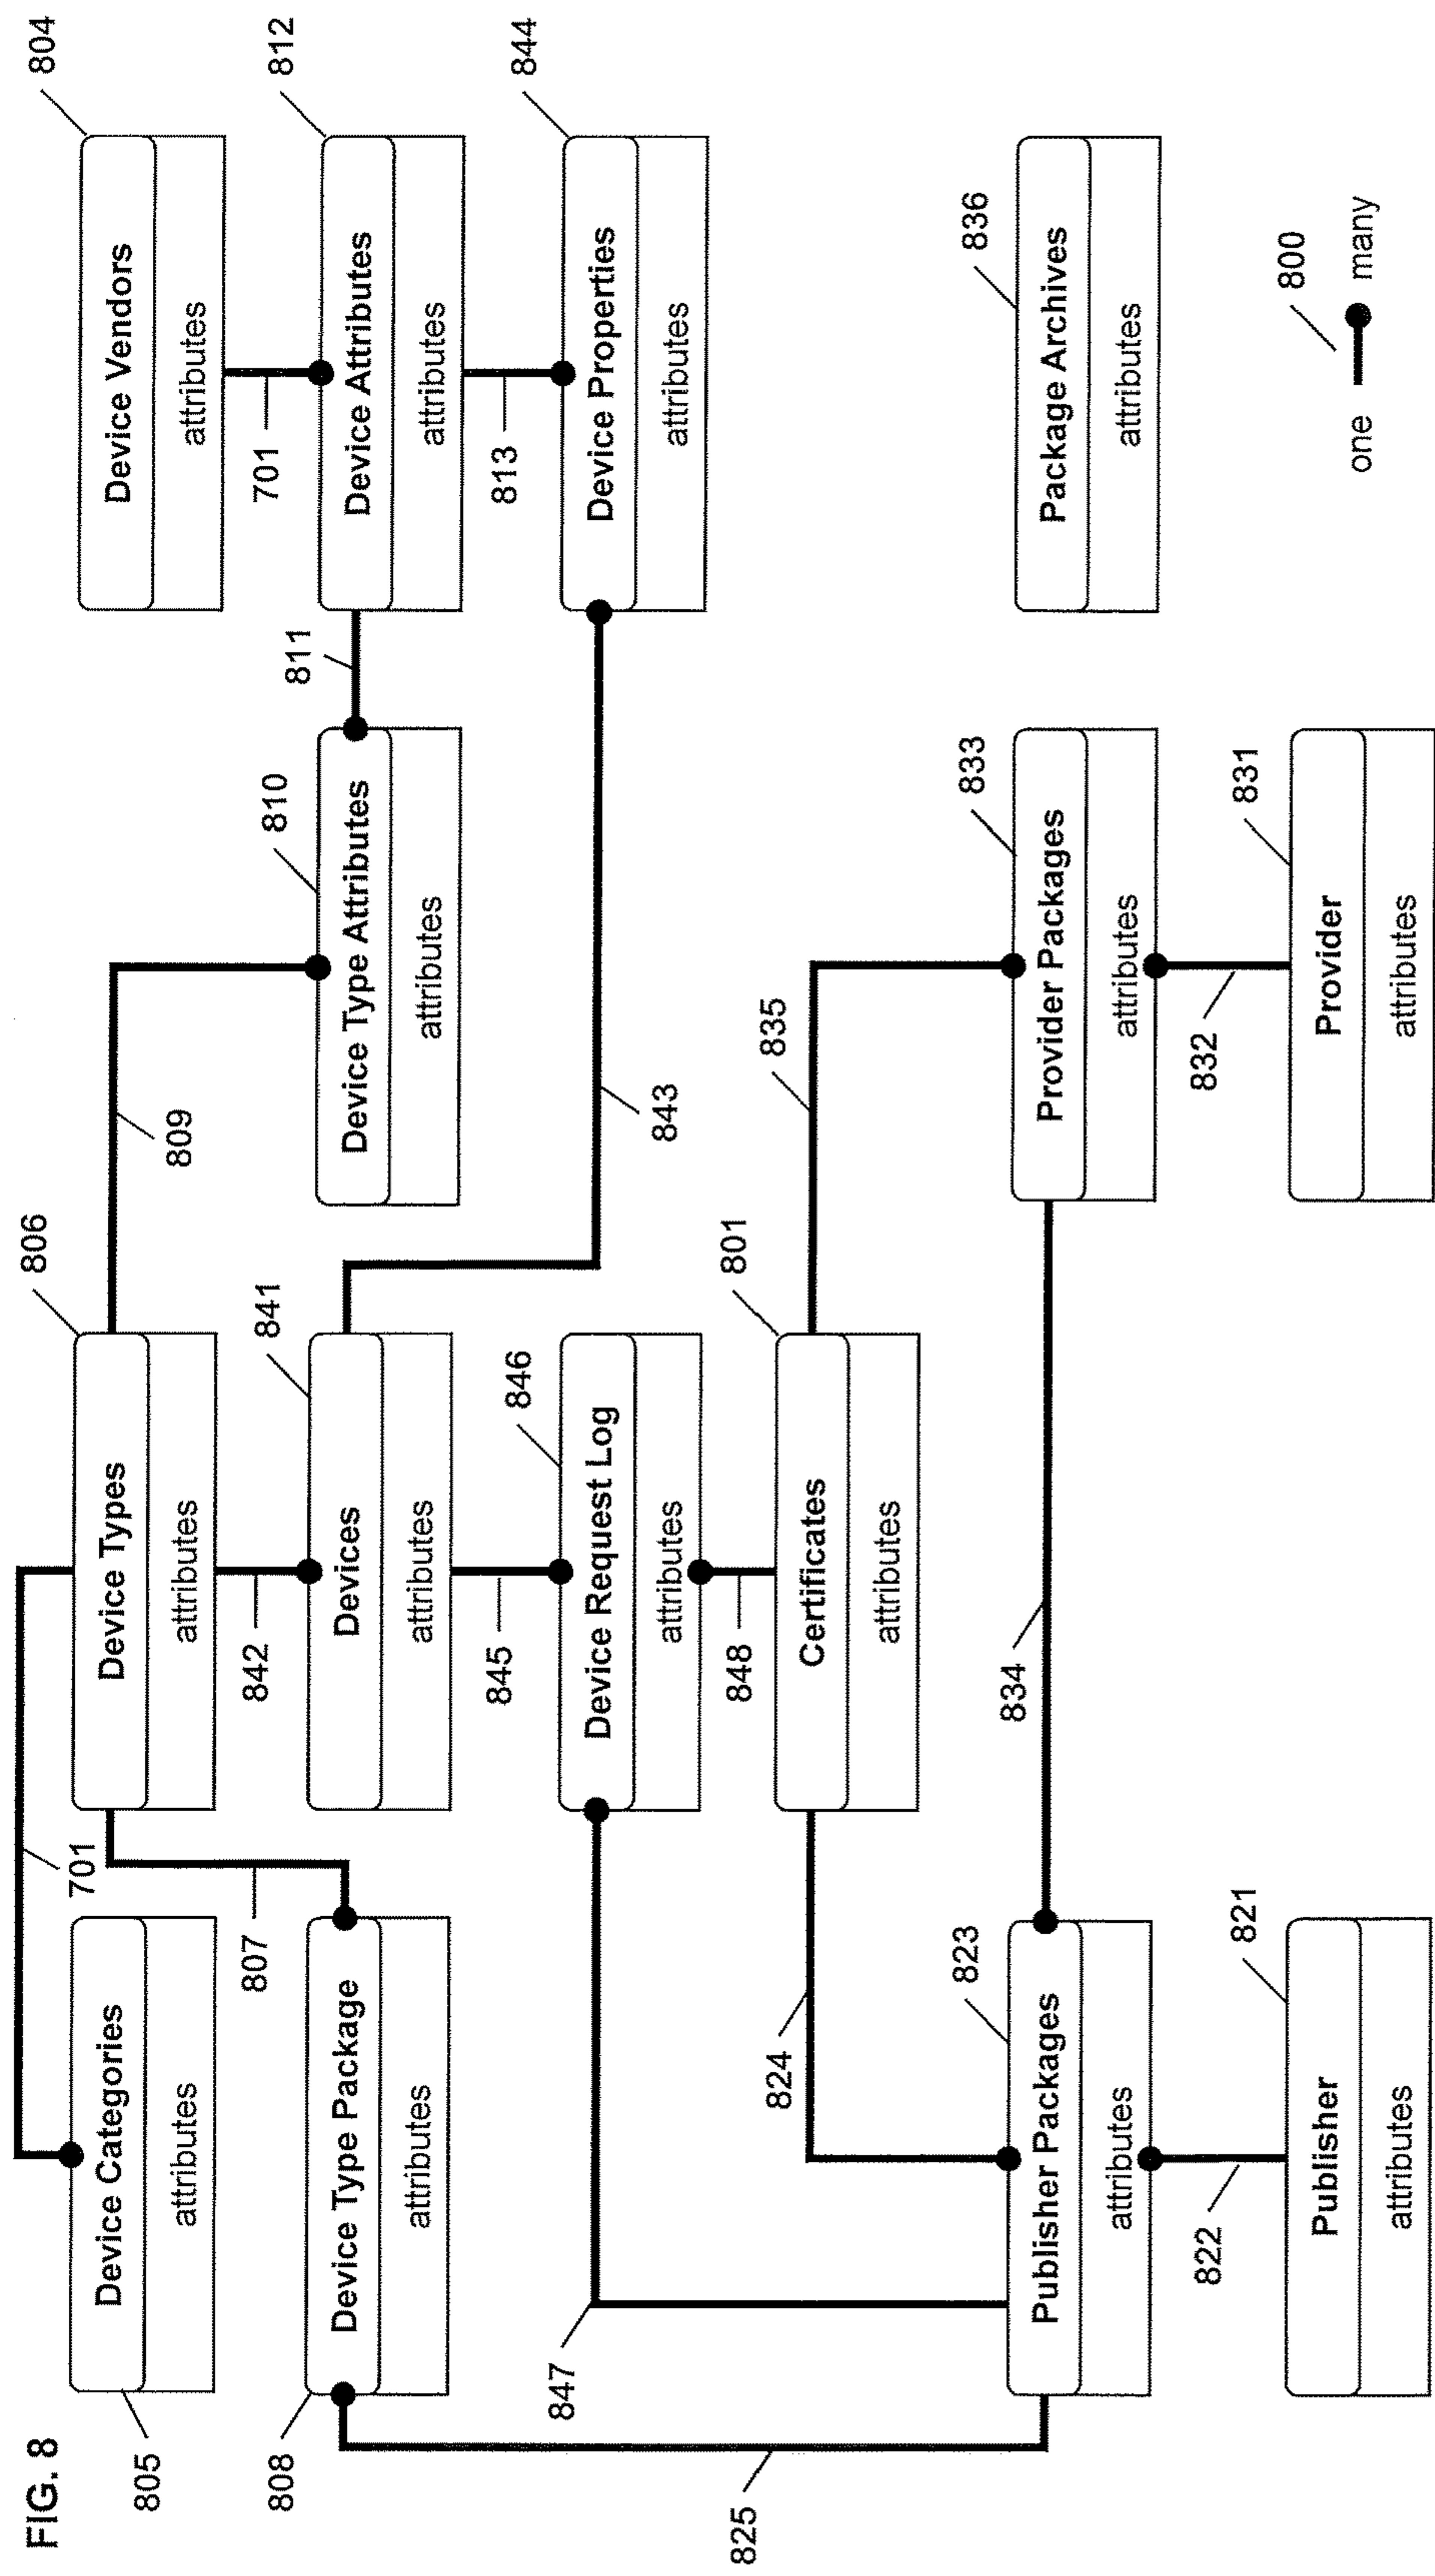 FIG. 8
805
Device Categories
attributes
701
806
Device Types
attributes
809
804
Device Vendors
attributes
701
808
Device Type Package
attributes
807
842
841
Devices
attributes
810
Device Type Attributes
attributes
811
812
Device Attributes
attributes
813
847
845
846
Device Request Log
attributes
843
844
Device Properties
attributes
848
825
824
801
Certificates
attributes
835
823
Publisher Packages
attributes
834
833
Provider Packages
attributes
836
Package Archives
attributes
822
821
Publisher
attributes
832
831
Provider
attributes
800
one many